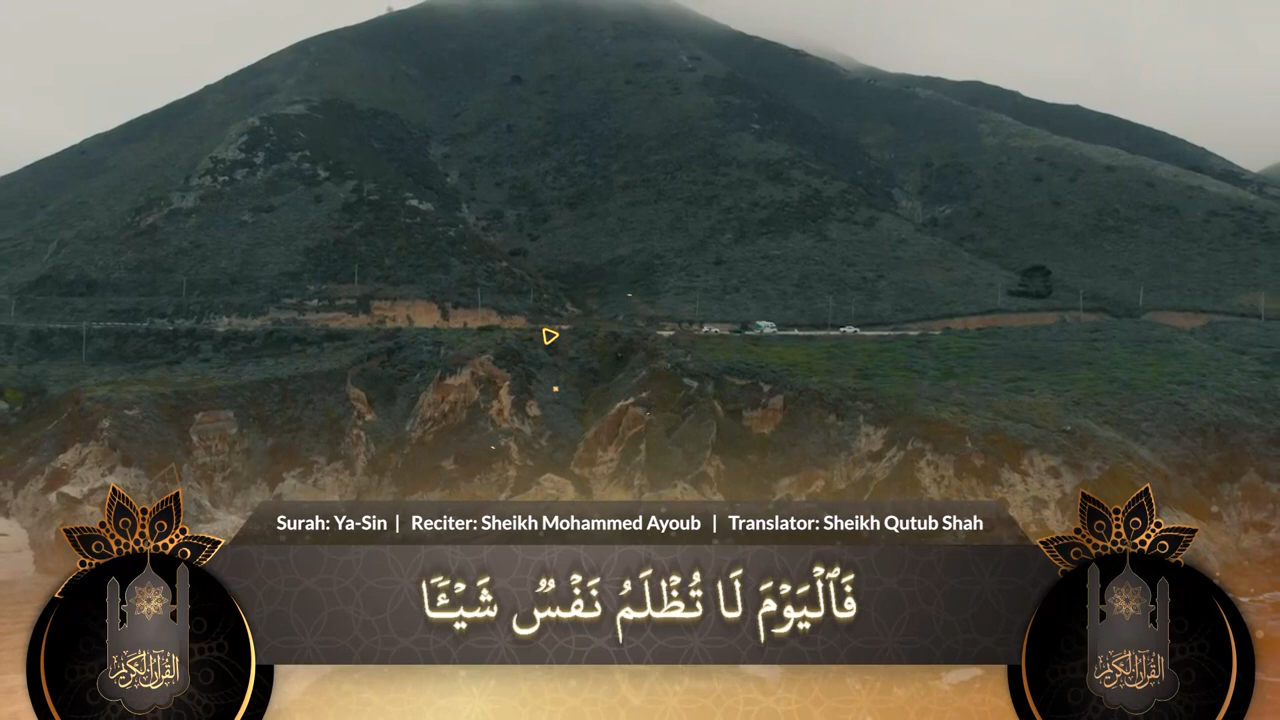 Surah: Ya-Sin | Reciter: Sheikh Mohammed Ayoub | Translator: Sheikh Qutub Shah
فَٱلْيَوْمَ لَا تُظْلَمُ نَفْسٌ شَيْـًٔا
القرآن الكريم
القرآن الكريم